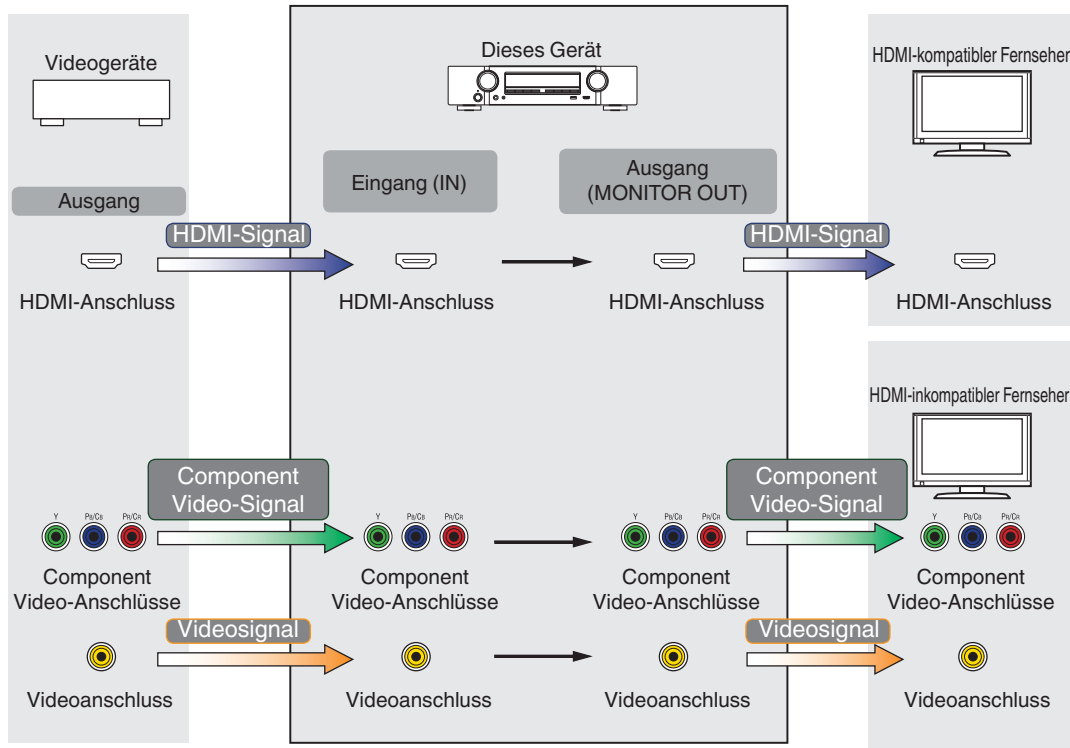 Videogeräte
Dieses Gerät
HDMI-kompatibler Fernseher
Ausgang
Eingang (IN)
Ausgang
(MONITOR OUT)
HDMI-Signal
HDMI-Signal
HDMI-Anschluss
HDMI-Anschluss
HDMI-Anschluss
HDMI-Anschluss
HDMI-inkompatibler Fernseher
Component
Video-Signal
Component
Video-Signal
Y PB/CB PR/CR
Y PB/CB PR/CR
Y PB/CB PR/CR
Y PB/CB PR/CR
Component
Video-Anschlüsse
Component
Video-Anschlüsse
Component
Video-Anschlüsse
Component
Video-Anschlüsse
Videosignal
Videosignal
Videoanschluss
Videoanschluss
Videoanschluss
Videoanschluss